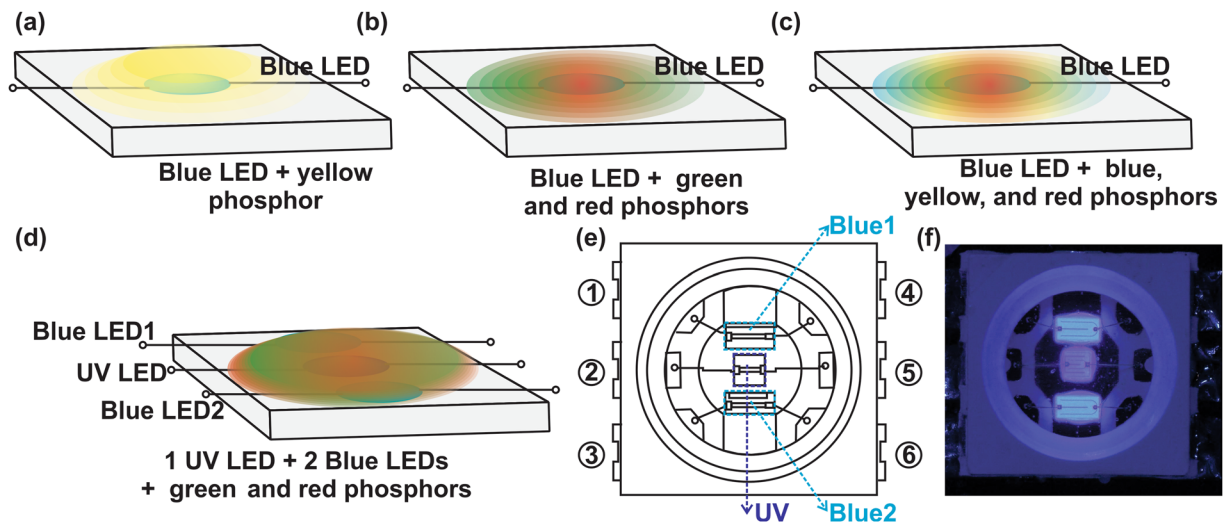 (a)
Blue LED
Blue LED + yellow
phosphor
(b)
Blue LED
Blue LED + green
and red phosphors
(c)
Blue LED
Blue LED + blue,
yellow, and red phosphors
(d)
Blue LED1
UV LED
Blue LED2
1 UV LED + 2 Blue LEDs
+ green and red phosphors
(e)
Blue1
①
④
②
⑤
③
⑥
UV
Blue2
(f)